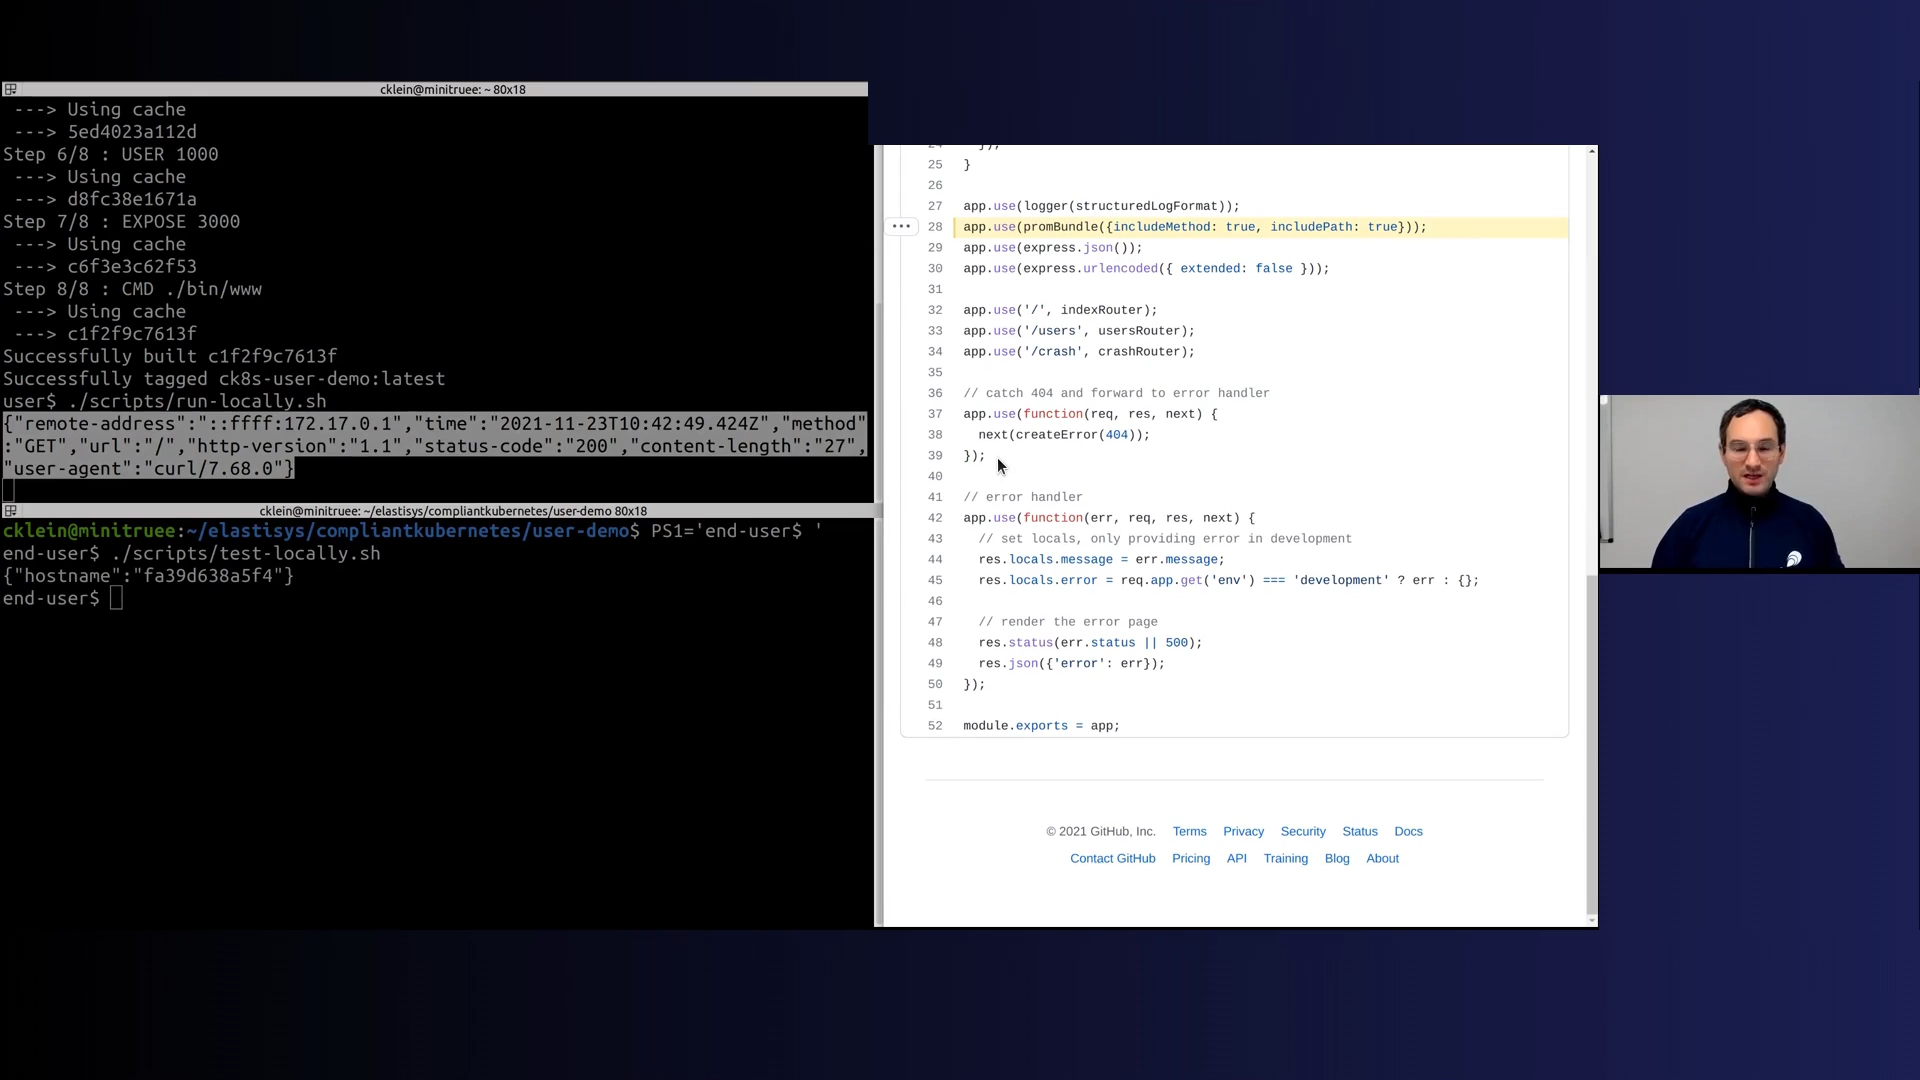 cklein@minitruee: ~ 80x18
---> Using cache
---> 5ed4023a112d
Step 6/8 : USER 1000
---> Using cache
---> d8fc38e1671a
Step 7/8 : EXPOSE 3000
---> Using cache
---> c6f3e3c62f53
Step 8/8 : CMD ./bin/www
---> Using cache
---> c1f2f9c7613f
Successfully built c1f2f9c7613f
Successfully tagged ck8s-user-demo:latest
user$ ./scripts/run-locally.sh
{"remote-address":"::ffff:172.17.0.1","time":"2021-11-23T10:42:49.424Z","method"
:"GET","url":"/","http-version":"1.1","status-code":"200","content-length":"27",
"user-agent":"curl/7.68.0"}
cklein@minitruee: ~/elastisys/compliantkubernetes/user-demo 80x18
cklein@minitruee:~/elastisys/compliantkubernetes/user-demo$ PS1='end-user$ '
end-user$ ./scripts/test-locally.sh
{"hostname":"fa39d638a5f4"}
end-user$
24 });
25 }
26
27 app.use(logger(structuredLogFormat));
28 app.use(promBundle({includeMethod: true, includePath: true}));
29 app.use(express.json());
30 app.use(express.urlencoded({ extended: false }));
31
32 app.use('/', indexRouter);
33 app.use('/users', usersRouter);
34 app.use('/crash', crashRouter);
35
36 // catch 404 and forward to error handler
37 app.use(function(req, res, next) {
38 next(createError(404));
39 });
40
41 // error handler
42 app.use(function(err, req, res, next) {
43 // set locals, only providing error in development
44 res.locals.message = err.message;
45 res.locals.error = req.app.get('env') === 'development' ? err : {};
46
47 // render the error page
48 res.status(err.status || 500);
49 res.json({'error': err});
50 });
51
52 module.exports = app;
© 2021 GitHub, Inc. Terms Privacy Security Status Docs
Contact GitHub Pricing API Training Blog About